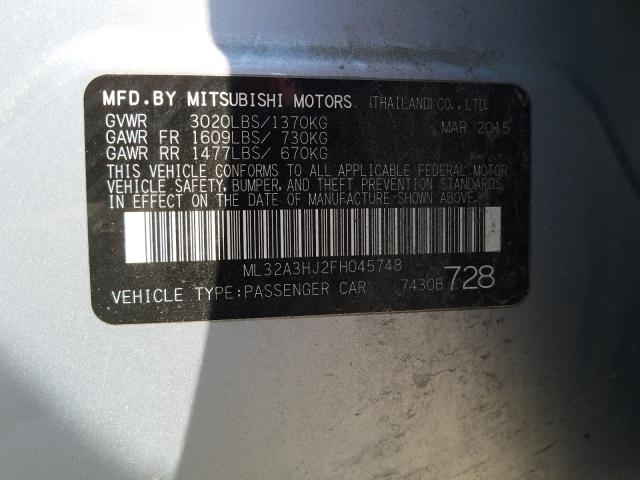 MFD.BY MITSUBISHI MOTORS (THAILAND) CO., LTD.
GVWR 3020LBS/1370KG MAR 2015
GAWR FR 1609LBS/ 730KG
GAWR RR 1477LBS/ 670KG
THIS VEHICLE CONFORMS TO ALL APPLICABLE FEDERAL MOTOR
VEHICLE SAFETY, BUMPER, AND THEFT PREVENTION STANDARDS
IN EFFECT ON THE DATE OF MANUFACTURE SHOWN ABOVE.
ML32A3HJ2FH045748
VEHICLE TYPE:PASSENGER CAR 7430B 728